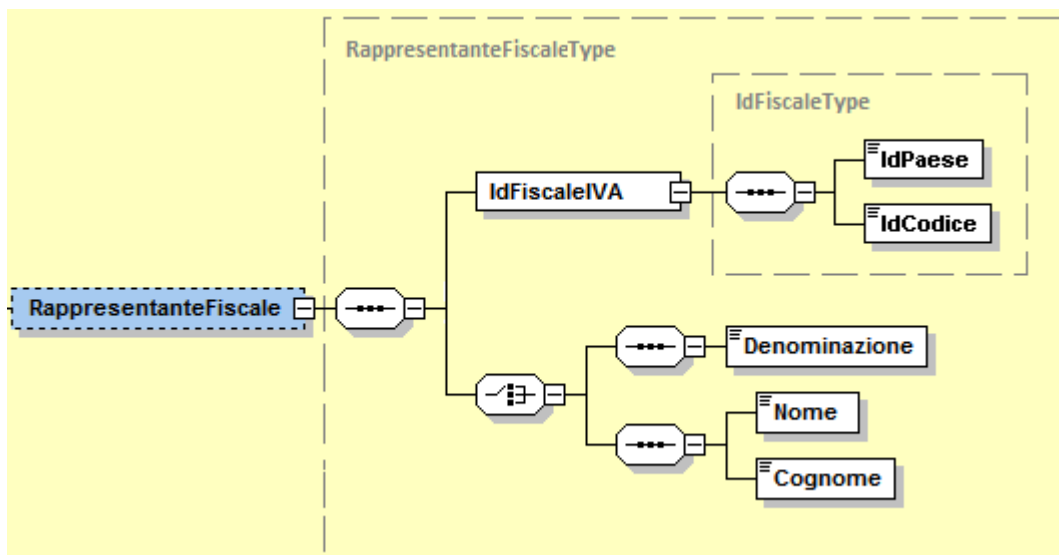 RappresentanteFiscaleType
IdFiscaleType
IdPaese
IdFiscaleIVA
IdCodice
RappresentanteFiscale
Denominazione
Nome
Cognome